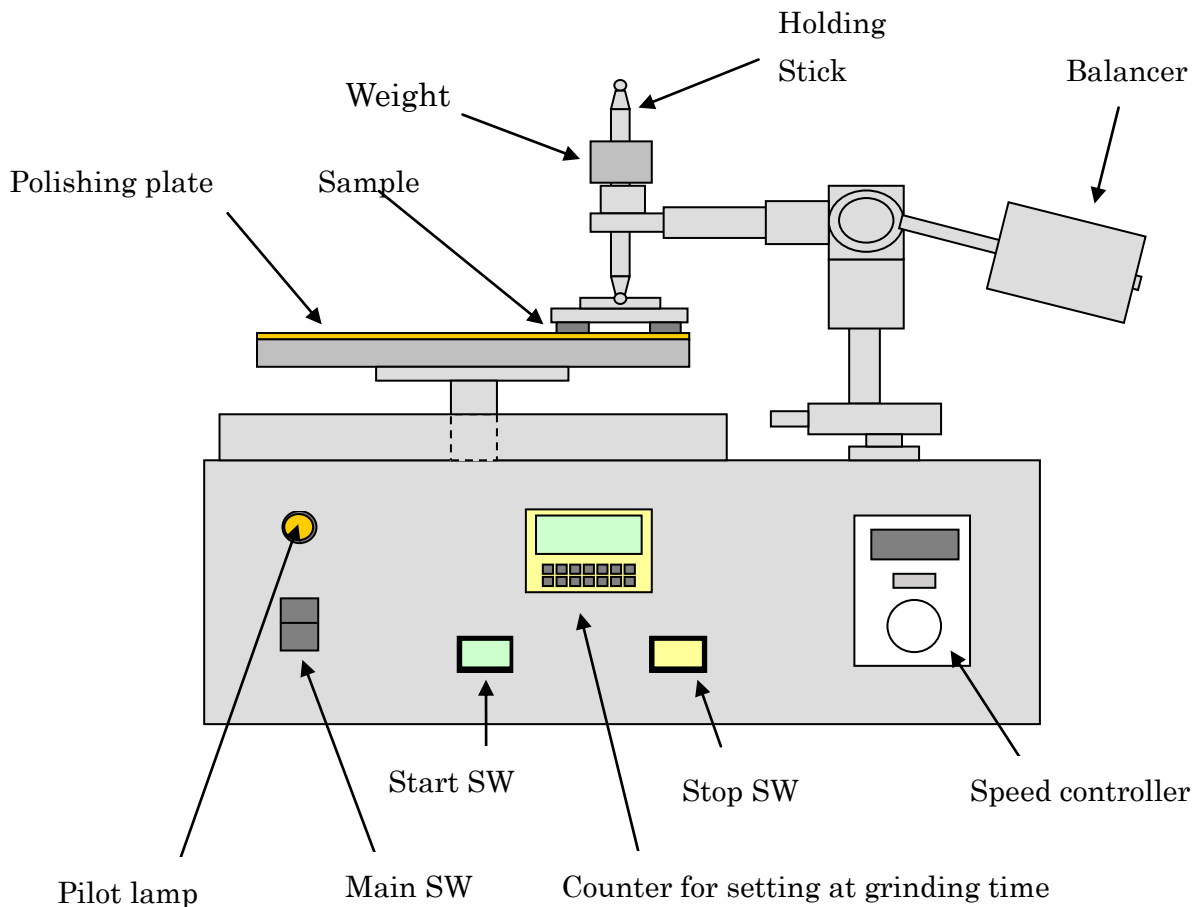 Holding
Stick
Balancer
Weight
Polishing plate
Sample
Start SW
Stop SW
Speed controller
Pilot lamp
Main SW
Counter for setting at grinding time